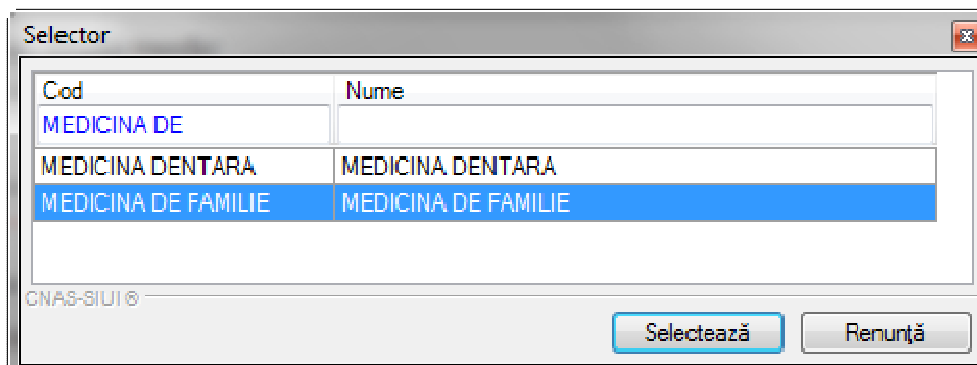 Selector
Cod Nume
MEDICINA DE
MEDICINA DENTARA MEDICINA DENTARA
MEDICINA DE FAMILIE MEDICINA DE FAMILIE
CNAS-SIUI®
Selectează Renunță